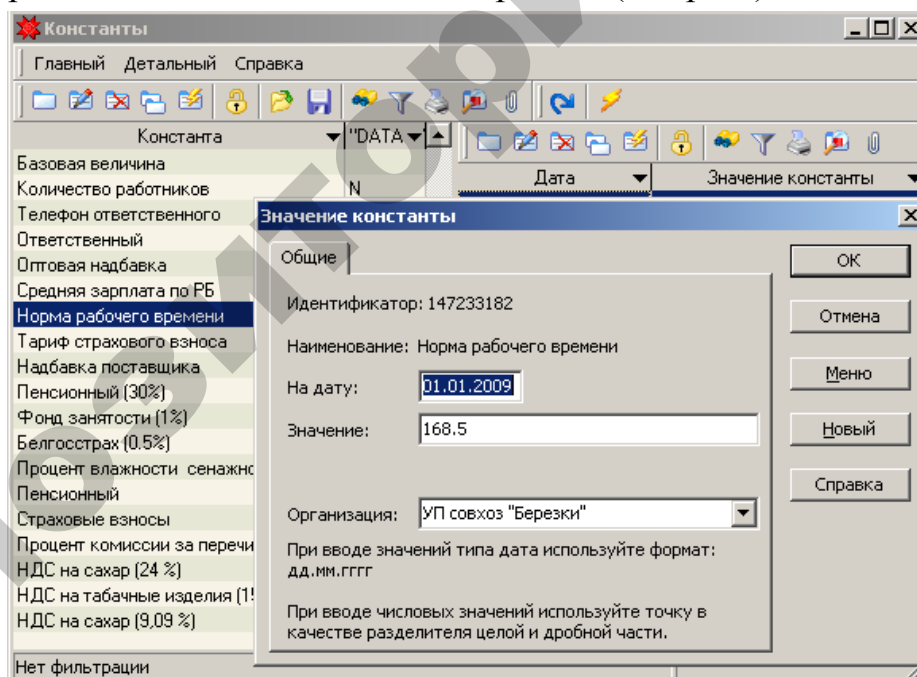 Константы
Главный Детальный Справка
Константа "DATA
Базовая величина
Количество работников N
Телефон ответственного
Ответственный
Оптовая надбавка
Средняя зарплата по РБ
Норма рабочего времени
Тариф страхового взноса
Надбавка поставщика
Пенсионный (30%)
Фонд занятости (1%)
Белгосстрах (0.5%)
Процент влажности сенажно
Пенсионный
Страховые взносы
Процент комиссии за перечи
НДС на сахар (24 %)
НДС на табачные изделия (1
НДС на сахар (9,09 %)
Нет фильтрации
Дата Значение константы
Значение константы
Общие
Идентификатор: 147233182
Наименование: Норма рабочего времени
На дату: 01.01.2009
Значение: 168.5
Организация: УП совхоз "Березки"
При вводе значений типа дата используйте формат:
дд.мм.гггг
При вводе числовых значений используйте точку в
качестве разделителя целой и дробной части.
OK
Отмена
Меню
Новый
Справка